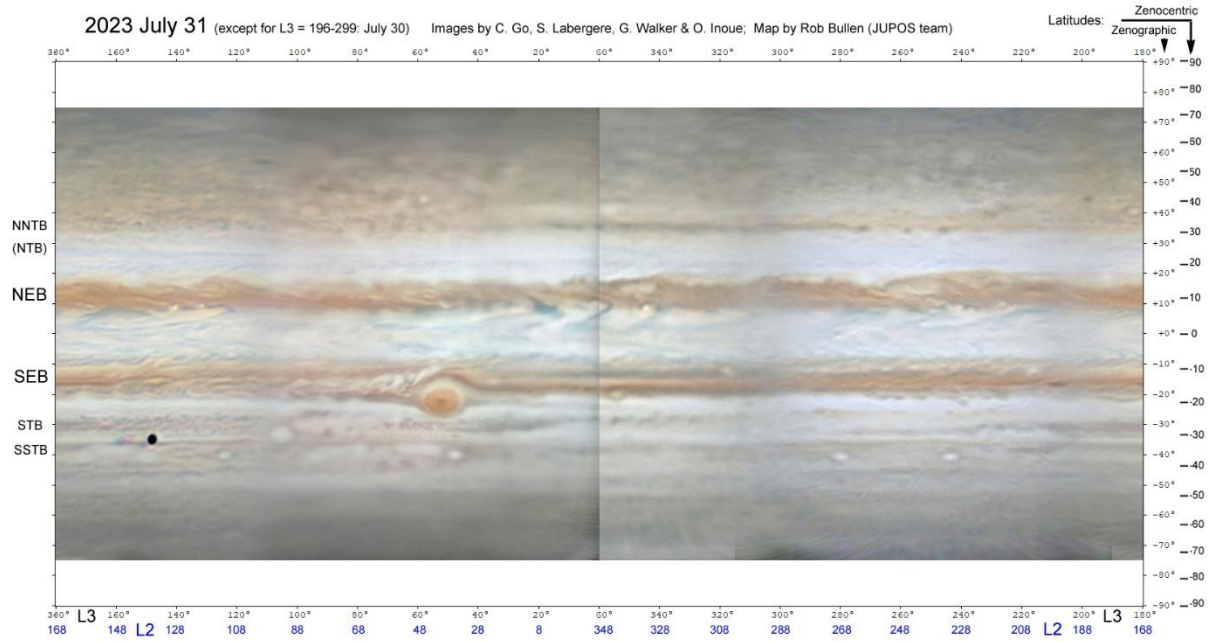 Zenocentric
Latitudes:
Zenographic
2023 July 31 (except for L3 = 196-299: July 30) Images by C. Go, S. Labergere, G. Walker & O. Inoue; Map by Rob Bullen (JUPOS team)
360° 160° 140° 120° 100° 80° 60° 40° 20° 60° 340° 320° 300° 280° 260° 240° 220° 200° 180°
+90° 90
+80° 80
+70° 70
+60° 60
+50° 50
+40° 40
NNTB
30
(NTB)
+30°
+20° 20
NEB
+10° 10
+0° 0
-10° -10
SEB
-20° -20
STB
-30° -30
SSTB
-40° -40
-50° -50
-60° -60
-70° -70
-80° -80
-90° -90
360° L3 160° 140° 120° 100° 80° 60° 40° 20° 60° 340° 320° 300° 280° 260° 240° 220° 200° L3 180°
168 148 L2 128 108 88 68 48 28 8 348 328 308 288 268 248 228 208 L2 188 168